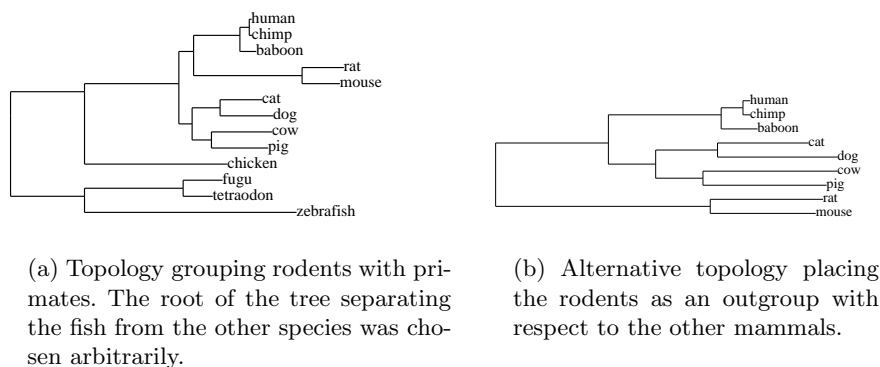 human
chimp
baboon
rat
mouse
cat
dog
cow
pig
chicken
fugu
tetraodon
zebrafish
(a) Topology grouping rodents with pri-
mates. The root of the tree separating
the fish from the other species was cho-
sen arbitrarily.
human
chimp
baboon
cat
dog
cow
pig
rat
mouse
(b) Alternative topology placing
the rodents as an outgroup with
respect to the other mammals.